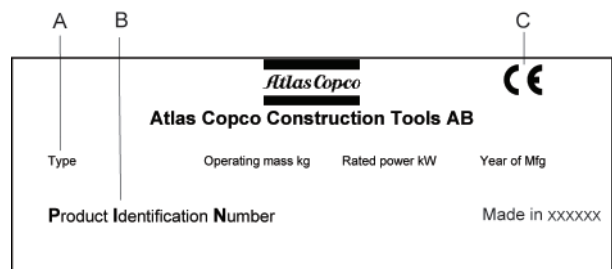 A B C
Atlas Copco CE
Atlas Copco Construction Tools AB
Type Operating mass kg Rated power kW Year of Mfg
Product Identification Number Made in xxxxxx